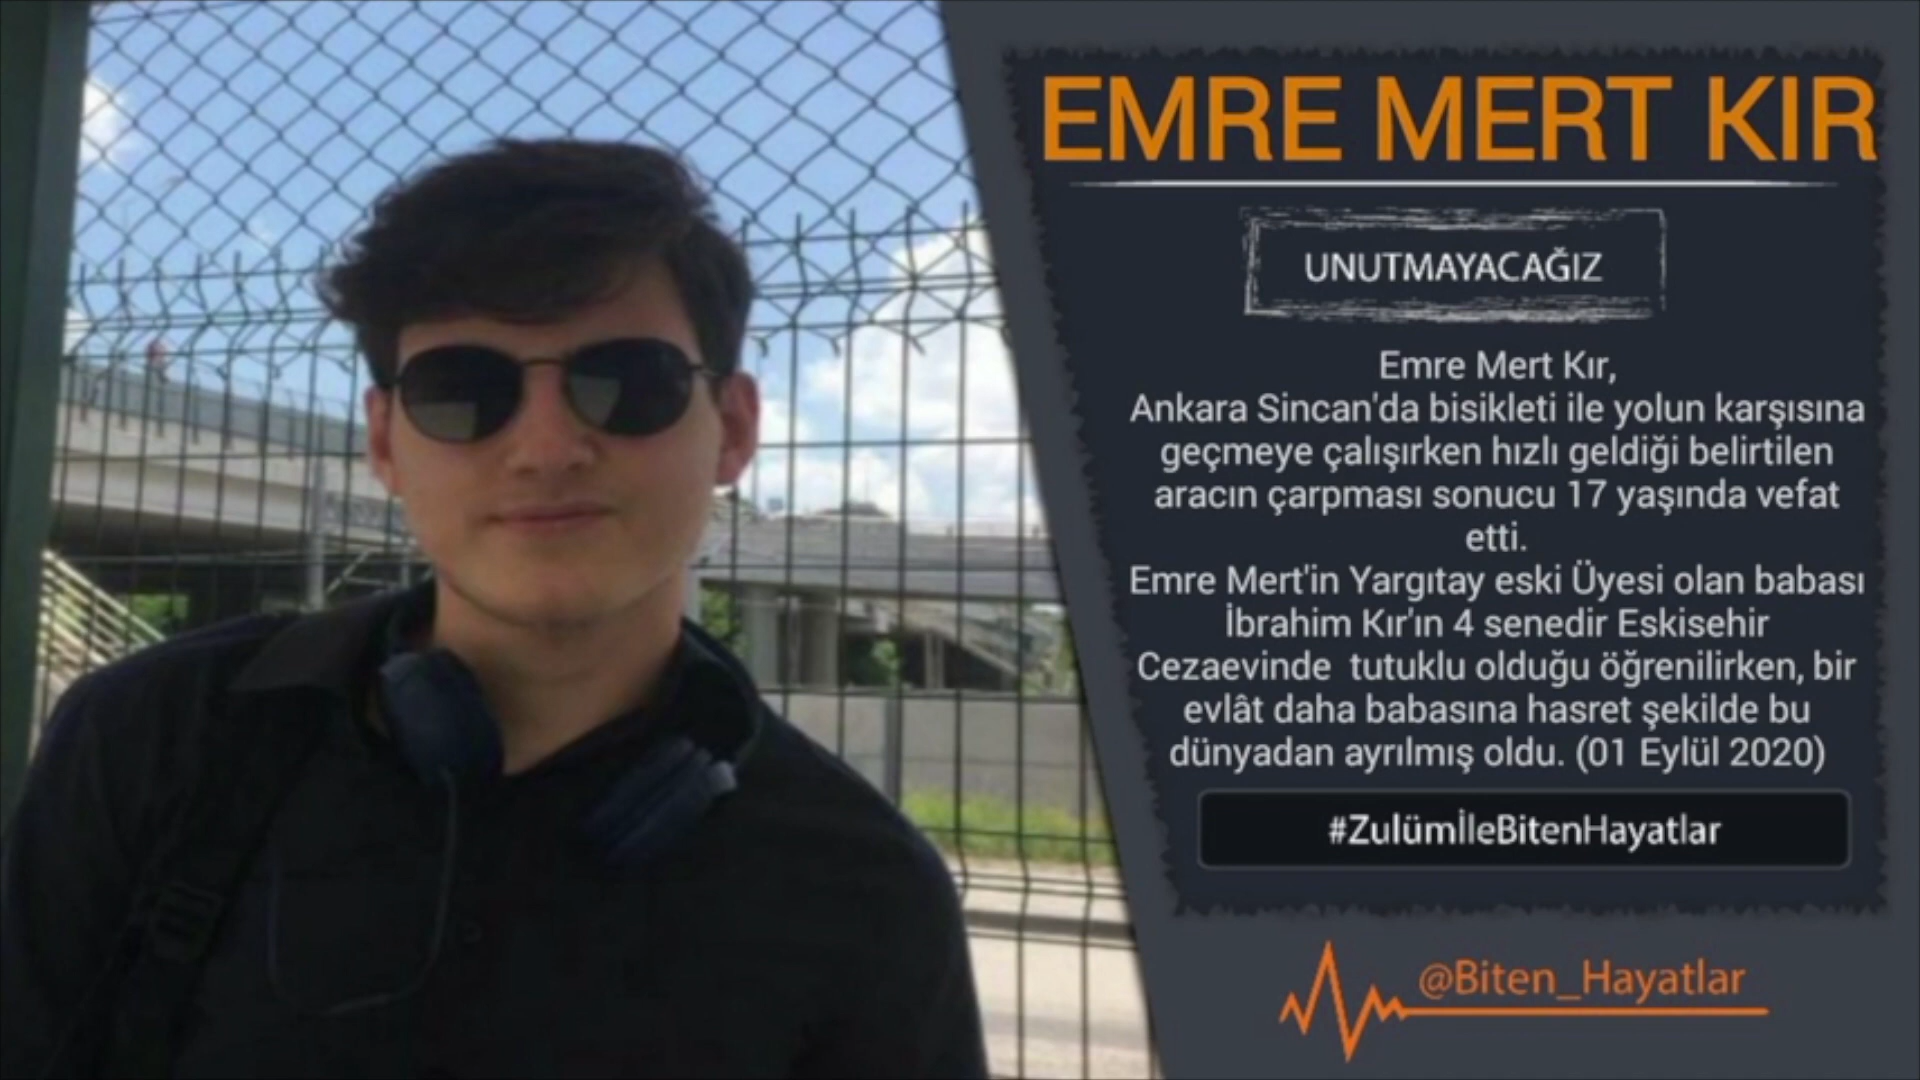 EMRE MERT KIR
UNUTMAYACAĞIZ
Emre Mert Kır,
Ankara Sincan'da bisikleti ile yolun karşısına
geçmeye çalışırken hızlı geldiği belirtilen
aracın çarpması sonucu 17 yaşında vefat
etti.
Emre Mert'in Yargıtay eski Üyesi olan babası
İbrahim Kır'ın 4 senedir Eskisehir
Cezaevinde tutuklu olduğu öğrenilirken, bir
evlât daha babasına hasret şekilde bu
dünyadan ayrılmış oldu. (01 Eylül 2020)
#ZulümİleBitenHayatlar
@Biten_Hayatlar